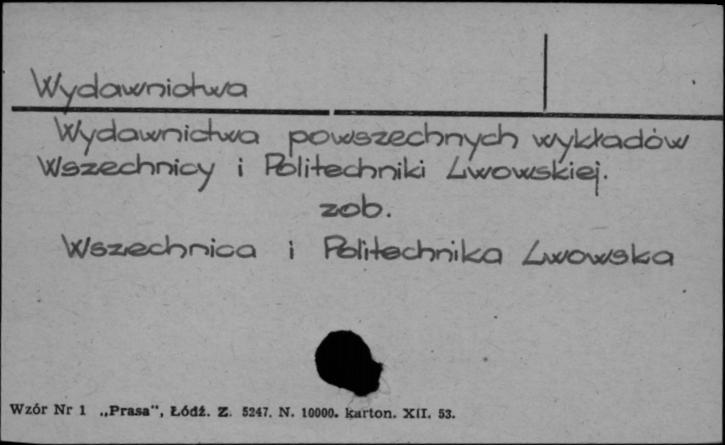 Wydawnictwa
Wydawnictwa powszechnych wykładów
Wszechnicy i Politechniki Lwowskiej.
zob.
Wszechnica i Politechnika Lwowska
Wzór Nr 1 „Prasa“, Łódź. Z. 5247. N. 10000. karton. XII. 53.